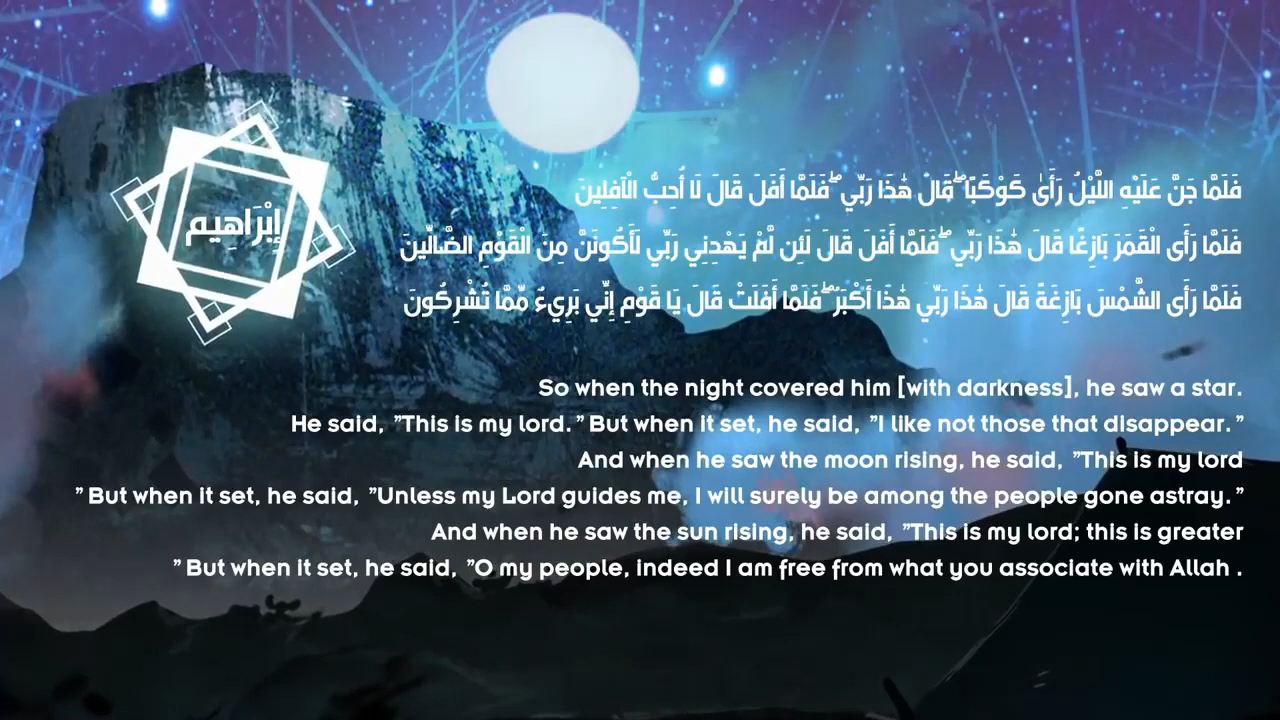 إِبْرَاهِيم
فَلَمَّا جَنَّ عَلَيْهِ اللَّيْلُ رَأَىٰ كَوْكَبًا ۖ قَالَ هَٰذَا رَبِّي ۖ فَلَمَّا أَفَلَ قَالَ لَا أُحِبُّ الْآفِلِينَ
فَلَمَّا رَأَى الْقَمَرَ بَازِغًا قَالَ هَٰذَا رَبِّي ۖ فَلَمَّا أَفَلَ قَالَ لَئِن لَّمْ يَهْدِنِي رَبِّي لَأَكُونَنَّ مِنَ الْقَوْمِ الضَّالِّينَ
فَلَمَّا رَأَى الشَّمْسَ بَازِغَةً قَالَ هَٰذَا رَبِّي هَٰذَا أَكْبَرُ ۖ فَلَمَّا أَفَلَتْ قَالَ يَا قَوْمِ إِنِّي بَرِيءٌ مِّمَّا تُشْرِكُونَ
So when the night covered him [with darkness], he saw a star.
He said, "This is my lord." But when it set, he said, "I like not those that disappear."
And when he saw the moon rising, he said, "This is my lord
" But when it set, he said, "Unless my Lord guides me, I will surely be among the people gone astray."
And when he saw the sun rising, he said, "This is my lord; this is greater
" But when it set, he said, "O my people, indeed I am free from what you associate with Allah .